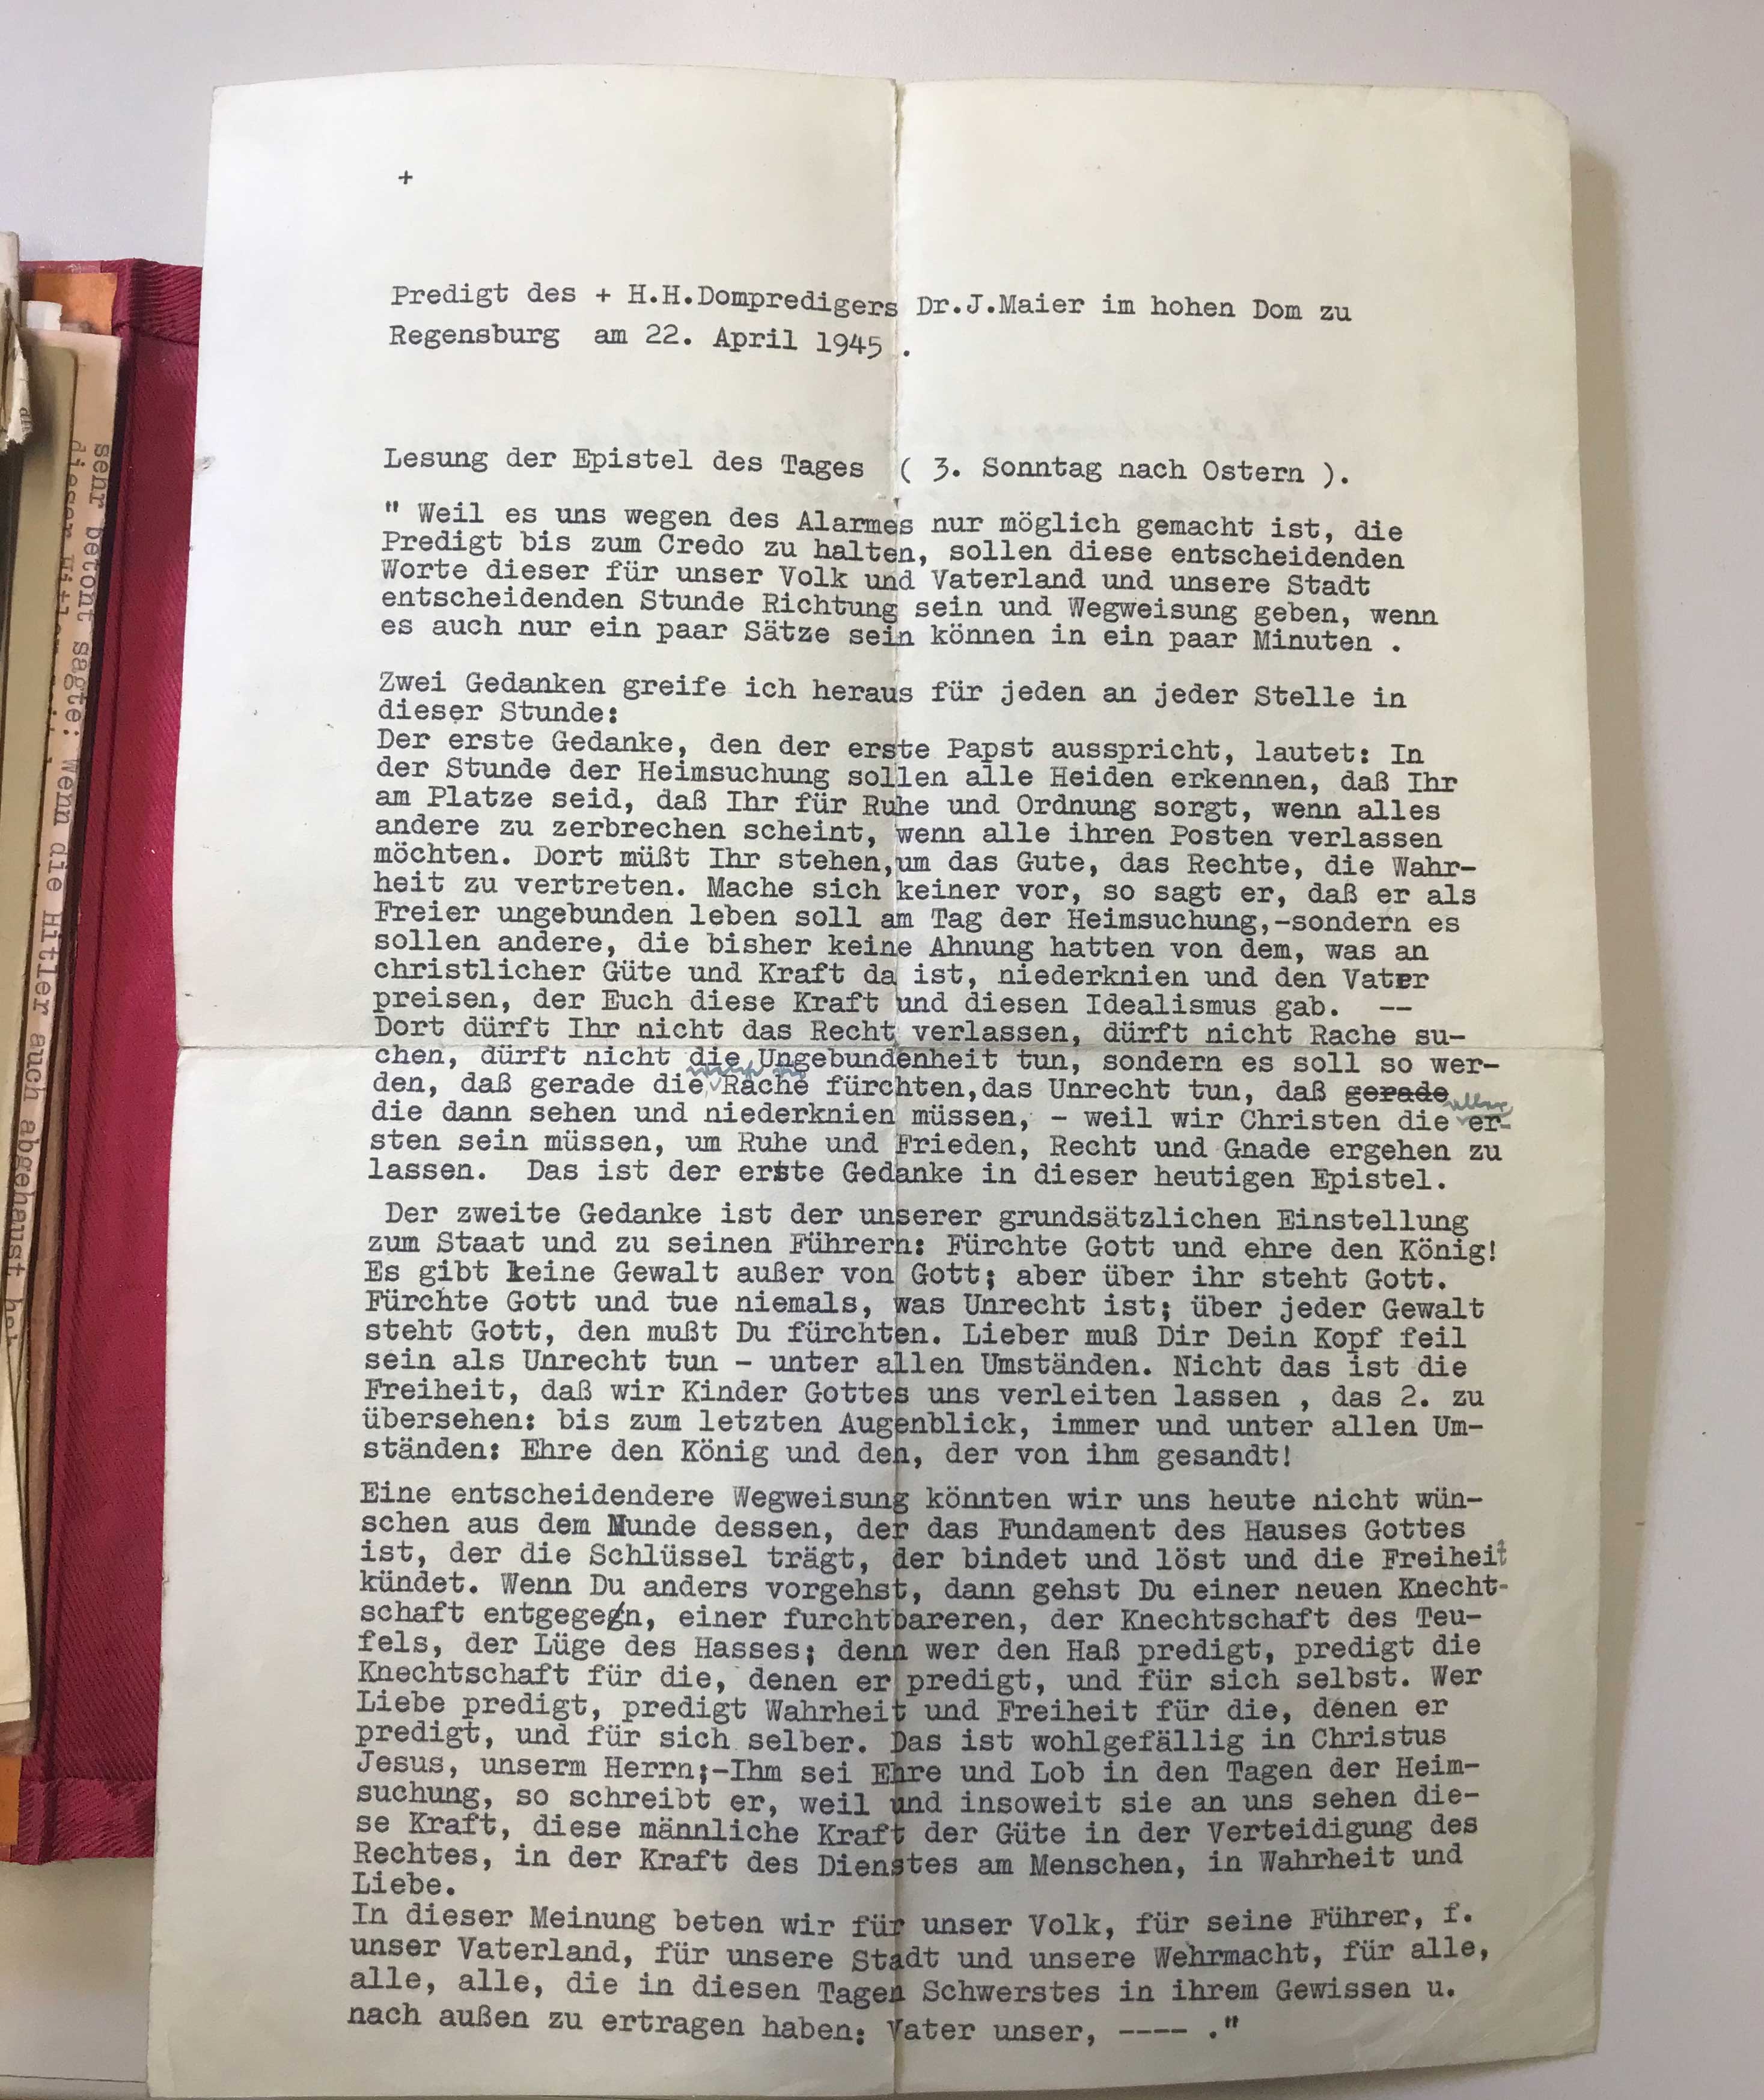 +
Predigt des + H.H.Dompredigers Dr.J.Maier im hohen Dom zu
Regensburg am 22. April 1945 .
Lesung der Epistel des Tages ( 3. Sonntag nach Ostern ).
" Weil es uns wegen des Alarmes nur möglich gemacht ist, die
Predigt bis zum Credo zu halten, sollen diese entscheidenden
Worte dieser für unser Volk und Vaterland und unsere Stadt
entscheidenden Stunde Richtung sein und Wegweisung geben, wenn
es auch nur ein paar Sätze sein können in ein paar Minuten .
Zwei Gedanken greife ich heraus für jeden an jeder Stelle in
dieser Stunde:
Der erste Gedanke, den der erste Papst ausspricht, lautet: In
der Stunde der Heimsuchung sollen alle Heiden erkennen, daß Ihr
am Platze seid, daß Ihr für Ruhe und Ordnung sorgt, wenn alles
andere zu zerbrechen scheint, wenn alle ihren Posten verlassen
möchten. Dort müßt Ihr stehen,um das Gute, das Rechte, die Wahr-
heit zu vertreten. Mache sich keiner vor, so sagt er, daß er als
Freier ungebunden leben soll am Tag der Heimsuchung,-sondern es
sollen andere, die bisher keine Ahnung hatten von dem, was an
christlicher Güte und Kraft da ist, niederknien und den Vater
preisen, der Euch diese Kraft und diesen Idealismus gab. --
Dort dürft Ihr nicht das Recht verlassen, dürft nicht Rache su-
chen, dürft nicht die Ungebundenheit tun, sondern es soll so wer-
den, daß gerade die Rache fürchten,das Unrecht tun, daß gerade
die dann sehen und niederknien müssen, - weil wir Christen die aller er-
sten sein müssen, um Ruhe und Frieden, Recht und Gnade ergehen zu
lassen. Das ist der erste Gedanke in dieser heutigen Epistel.
Der zweite Gedanke ist der unserer grundsätzlichen Einstellung
zum Staat und zu seinen Führern: Fürchte Gott und ehre den König!
Es gibt keine Gewalt außer von Gott; aber über ihr steht Gott.
Fürchte Gott und tue niemals, was Unrecht ist; über jeder Gewalt
steht Gott, den mußt Du fürchten. Lieber muß Dir Dein Kopf feil
sein als Unrecht tun - unter allen Umständen. Nicht das ist die
Freiheit, daß wir Kinder Gottes uns verleiten lassen , das 2. zu
übersehen: bis zum letzten Augenblick, immer und unter allen Um-
ständen: Ehre den König und den, der von ihm gesandt!
Eine entscheidendere Wegweisung könnten wir uns heute nicht wün-
schen aus dem Munde dessen, der das Fundament des Hauses Gottes
ist, der die Schlüssel trägt, der bindet und löst und die Freiheit
kündet. Wenn Du anders vorgehst, dann gehst Du einer neuen Knecht-
schaft entgegen, einer furchtbareren, der Knechtschaft des Teu-
fels, der Lüge des Hasses; denn wer den Haß predigt, predigt die
Knechtschaft für die, denen er predigt, und für sich selbst. Wer
Liebe predigt, predigt Wahrheit und Freiheit für die, denen er
predigt, und für sich selber. Das ist wohlgefällig in Christus
Jesus, unserm Herrn;-Ihm sei Ehre und Lob in den Tagen der Heim-
suchung, so schreibt er, weil und insoweit sie an uns sehen die-
se Kraft, diese männliche Kraft der Güte in der Verteidigung des
Rechtes, in der Kraft des Dienstes am Menschen, in Wahrheit und
Liebe.
In dieser Meinung beten wir für unser Volk, für seine Führer, f.
unser Vaterland, für unsere Stadt und unsere Wehrmacht, für alle,
alle, alle, die in diesen Tagen Schwerstes in ihrem Gewissen u.
nach außen zu ertragen haben: Vater unser, ---- ."
sehr betont sagte: Wenn die Hitler auch abgehaust